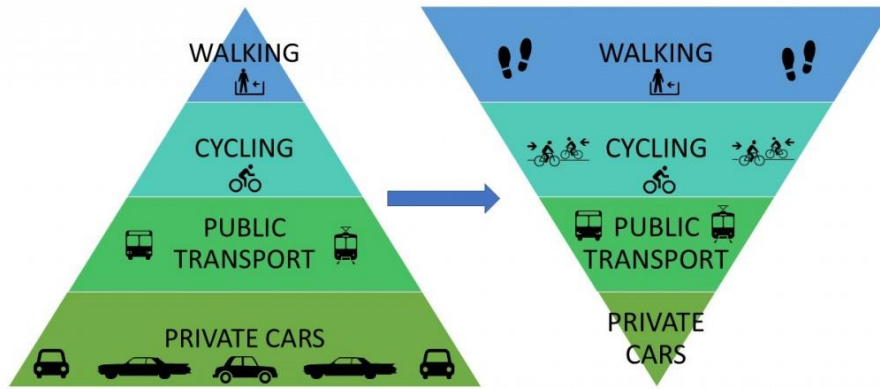 WALKING
CYCLING
PUBLIC
TRANSPORT
PRIVATE CARS
WALKING
CYCLING
PUBLIC
TRANSPORT
PRIVATE
CARS